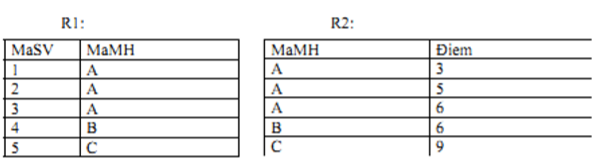 R1: R2:
MaSV MaMH MaMH Điem
1 A A 3
2 A A 5
3 A A 6
4 B B 6
5 C C 9